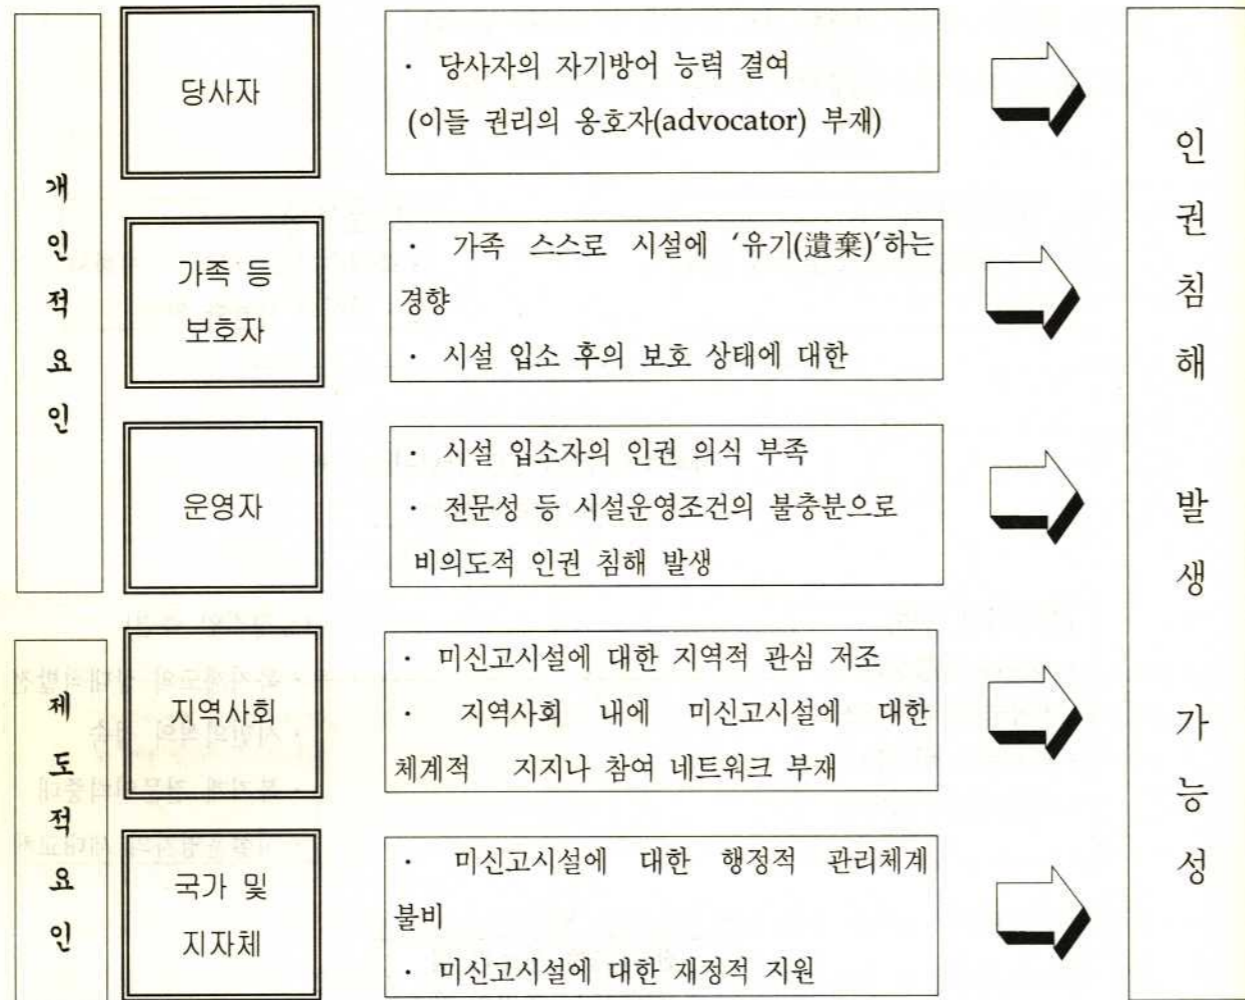 개인적요인
당사자
· 당사자의 자기방어 능력 결여
(이들 권리의 옹호자(advocator) 부재)
가족 등
보호자
· 가족 스스로 시설에 ‘유기(遺棄)’하는
경향
· 시설 입소 후의 보호 상태에 대한
운영자
· 시설 입소자의 인권 의식 부족
· 전문성 등 시설운영조건의 불충분으로
비의도적 인권 침해 발생
제도적요인
지역사회
· 미신고시설에 대한 지역적 관심 저조
· 지역사회 내에 미신고시설에 대한
체계적 지지나 참여 네트워크 부재
국가 및
지자체
· 미신고시설에 대한 행정적 관리체계
불비
· 미신고시설에 대한 재정적 지원
인권침해 발생 가능성